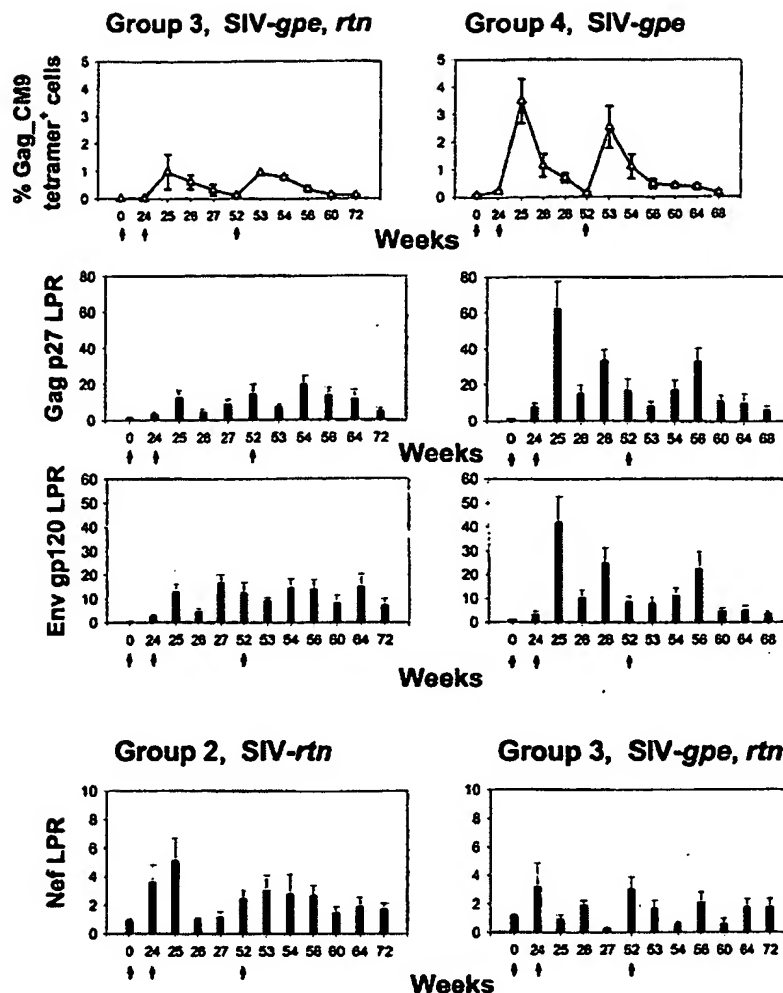 Group 3, SIV-gpe, rtn
Group 4, SIV-gpe
% Gag_CM9
tetramer+ cells
5
4
3
2
1
0
0 24 25 26 27 52 53 54 56 60 72
5
4
3
2
1
0
0 24 25 26 28 52 53 54 56 60 64 68
Weeks
Gag p27 LPR
80
60
40
20
0
0 24 25 26 27 52 53 54 56 64 72
80
60
40
20
0
0 24 25 26 28 52 53 54 56 60 64 68
Weeks
Env gp120 LPR
60
50
40
30
20
10
0
0 24 25 26 27 52 53 54 56 60 64 72
60
50
40
30
20
10
0
0 24 25 26 28 52 53 54 56 60 64 68
Weeks
Group 2, SIV-rtn
Group 3, SIV-gpe, rtn
Nef LPR
10
8
6
4
2
0
0 24 25 26 27 52 53 54 56 60 64 72
10
8
6
4
2
0
0 24 25 26 27 52 53 54 56 60 64 72
Weeks